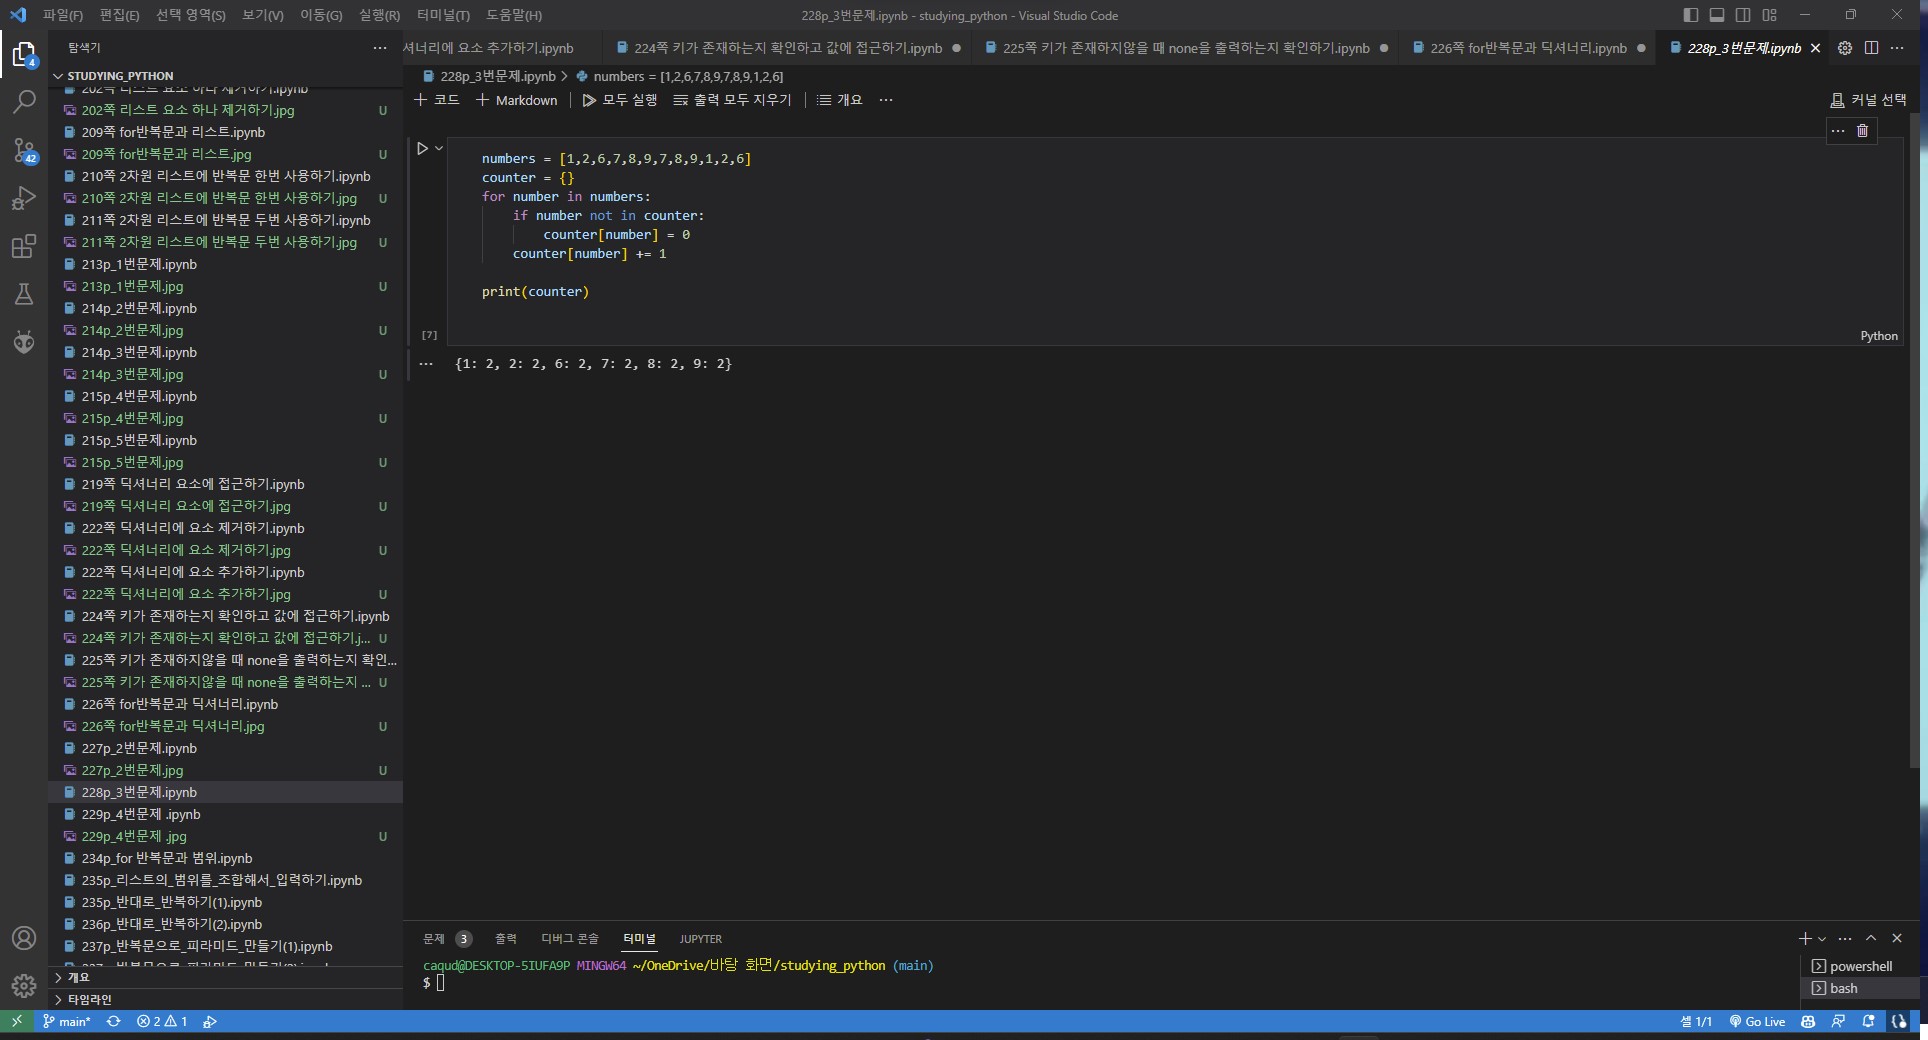 파일(F) 편집(E) 선택 영역(S) 보기(V) 이동(G) 실행(R) 터미널(T) 도움말(H)
228p_3번문제.ipynb - studying_python - Visual Studio Code
탐색기
STUDYING_PYTHON
202쪽 리스트 요소 하나 제거하기.ipynb
202쪽 리스트 요소 하나 제거하기.jpg U
209쪽 for반복문과 리스트.ipynb
209쪽 for반복문과 리스트.jpg U
210쪽 2차원 리스트에 반복문 한번 사용하기.ipynb
210쪽 2차원 리스트에 반복문 한번 사용하기.jpg U
211쪽 2차원 리스트에 반복문 두번 사용하기.ipynb
211쪽 2차원 리스트에 반복문 두번 사용하기.jpg U
213p_1번문제.ipynb
213p_1번문제.jpg U
214p_2번문제.ipynb
214p_2번문제.jpg U
214p_3번문제.ipynb
214p_3번문제.jpg U
215p_4번문제.ipynb
215p_4번문제.jpg U
215p_5번문제.ipynb
215p_5번문제.jpg U
219쪽 딕셔너리 요소에 접근하기.ipynb
219쪽 딕셔너리 요소에 접근하기.jpg U
222쪽 딕셔너리에 요소 제거하기.ipynb
222쪽 딕셔너리에 요소 제거하기.jpg U
222쪽 딕셔너리에 요소 추가하기.ipynb
222쪽 딕셔너리에 요소 추가하기.jpg U
224쪽 키가 존재하는지 확인하고 값에 접근하기.ipynb
224쪽 키가 존재하는지 확인하고 값에 접근하기.j... U
225쪽 키가 존재하지않을 때 none을 출력하는지 확인...
225쪽 키가 존재하지않을 때 none을 출력하는지 ... U
226쪽 for반복문과 딕셔너리.ipynb
226쪽 for반복문과 딕셔너리.jpg U
227p_2번문제.ipynb
227p_2번문제.jpg U
228p_3번문제.ipynb
229p_4번문제 .ipynb
229p_4번문제 .jpg U
234p_for 반복문과 범위.ipynb
235p_리스트의_범위를_조합해서_입력하기.ipynb
235p_반대로_반복하기(1).ipynb
236p_반대로_반복하기(2).ipynb
237p_반복문으로_피라미드_만들기(1).ipynb
개요
타임라인
셔너리에 요소 추가하기.ipynb 224쪽 키가 존재하는지 확인하고 값에 접근하기.ipynb 225쪽 키가 존재하지않을 때 none을 출력하는지 확인하기.ipynb 226쪽 for반복문과 딕셔너리.ipynb 228p_3번문제.ipynb
228p_3번문제.ipynb > numbers = [1,2,6,7,8,9,7,8,9,1,2,6]
+ 코드 + Markdown 모두 실행 출력 모두 지우기 개요 ... 커널 선택
numbers = [1,2,6,7,8,9,7,8,9,1,2,6]
counter = {}
for number in numbers:
if number not in counter:
counter[number] = 0
counter[number] += 1
print(counter)
[7] Python
{1: 2, 2: 2, 6: 2, 7: 2, 8: 2, 9: 2}
문제 3 출력 디버그 콘솔 터미널 JUPYTER
caqud@DESKTOP-5IUFA9P MINGW64 ~/OneDrive/바탕 화면/studying_python (main)
$
powershell
bash
4
42
main* 2 1 셀 1/1 Go Live